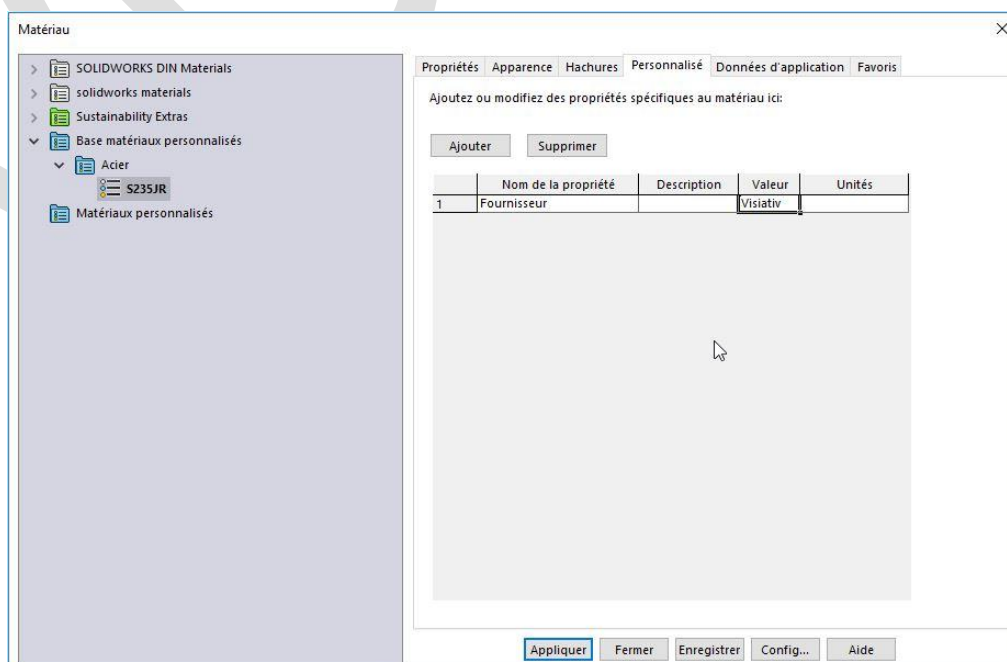 Matériau
SOLIDWORKS DIN Materials
solidworks materials
Sustainability Extras
Base matériaux personnalisés
Acier
S235JR
Matériaux personnalisés
Propriétés Apparence Hachures Personnalisé Données d'application Favoris
Ajoutez ou modifiez des propriétés spécifiques au matériau ici:
Ajouter Supprimer
Nom de la propriété Description Valeur Unités
1 Fournisseur Visiativ
Appliquer Fermer Enregistrer Config... Aide